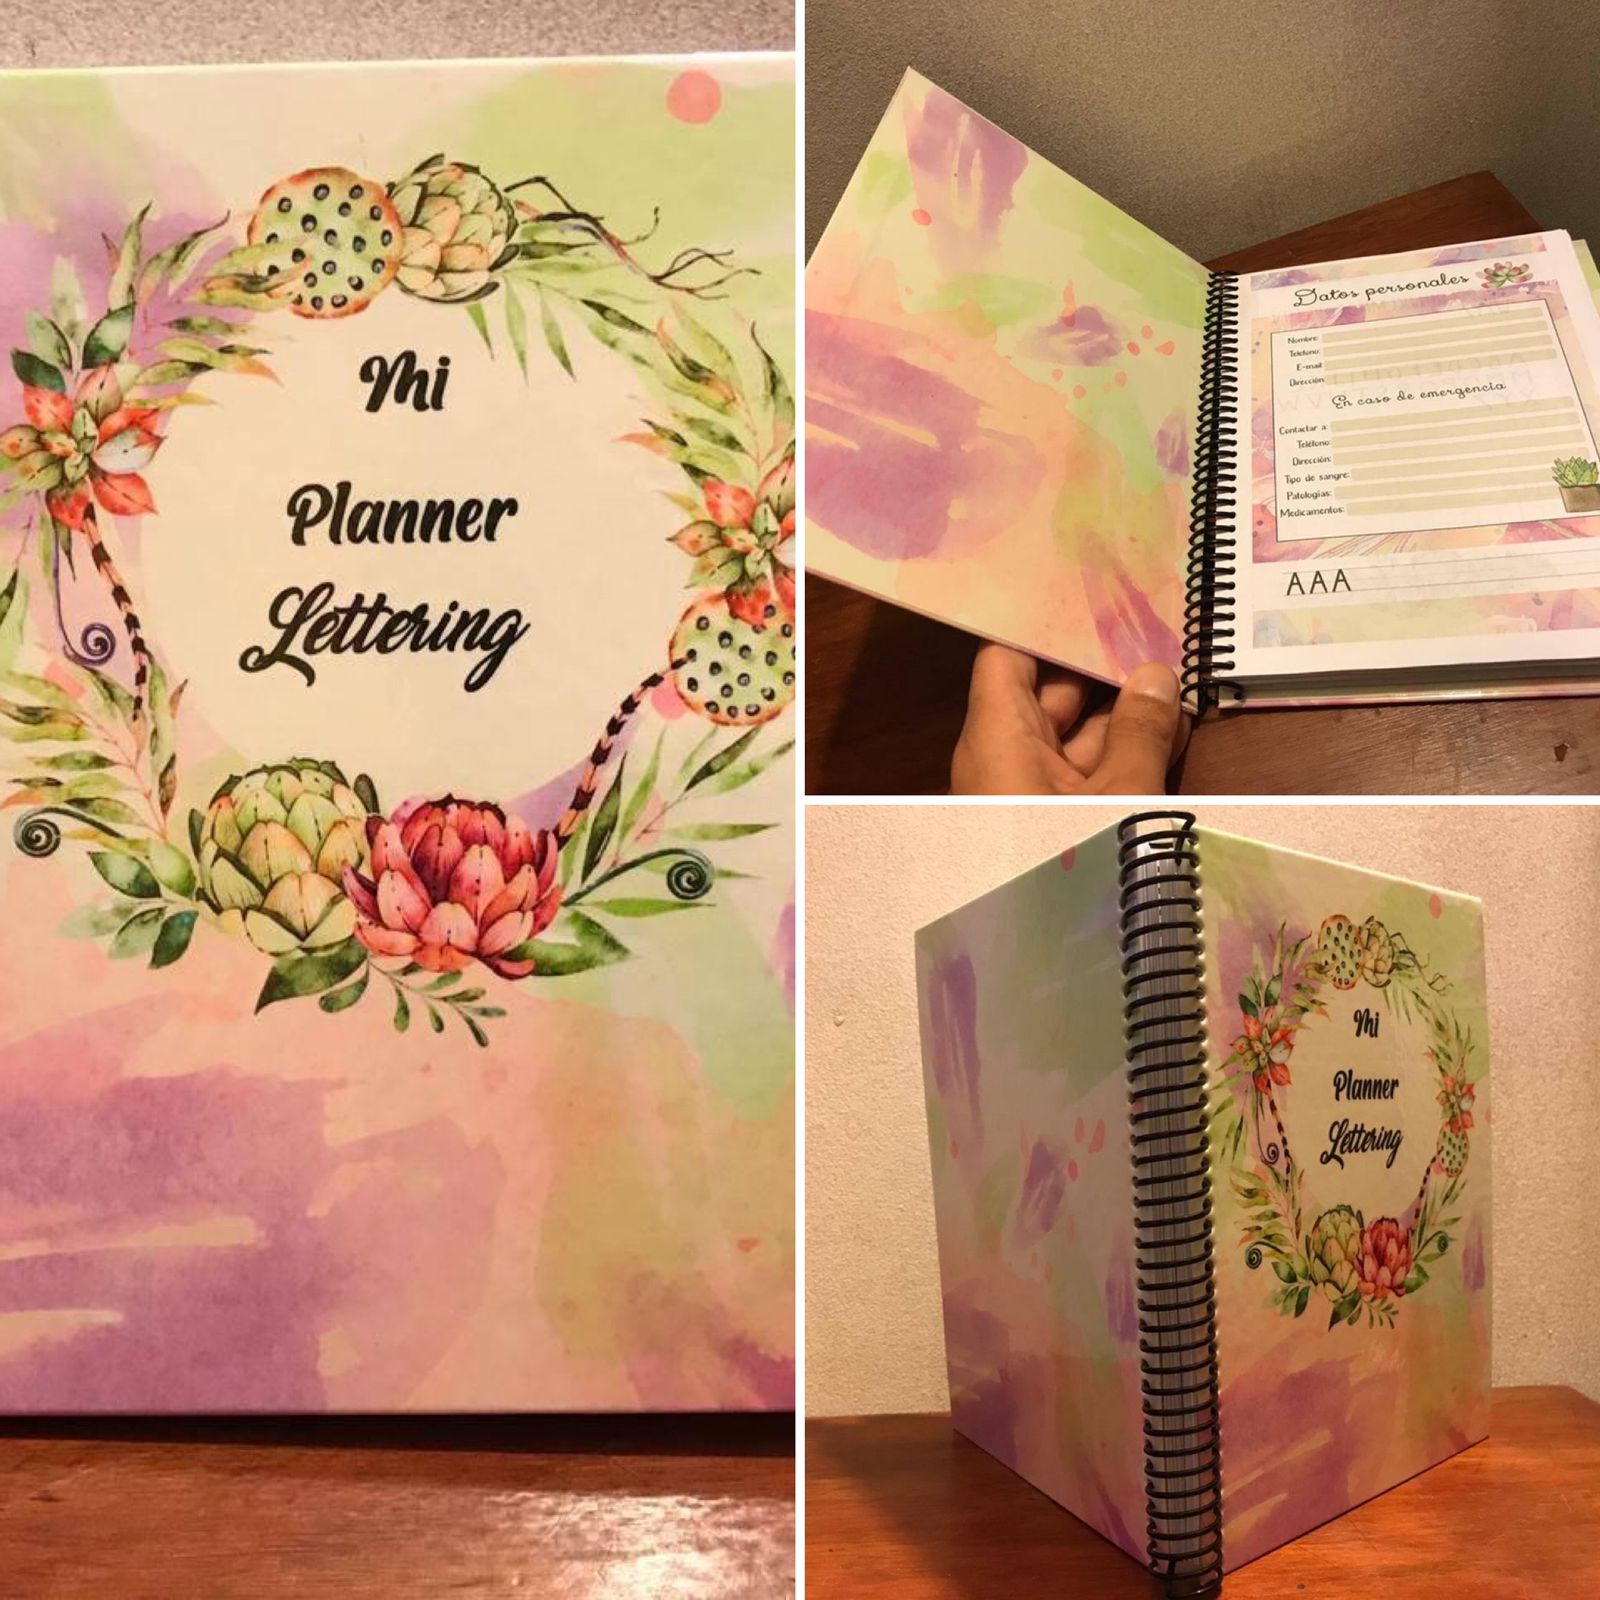 Mi
Planner
Lettering
Datos personales
Nombre:
Telefono:
E-mail
Dirección
En caso de emergencia
Contactar a:
Teléfono:
Dirección:
Tipo de sangre:
Patologías:
Medicamentos:
AAA
Mi
Planner
Lettering